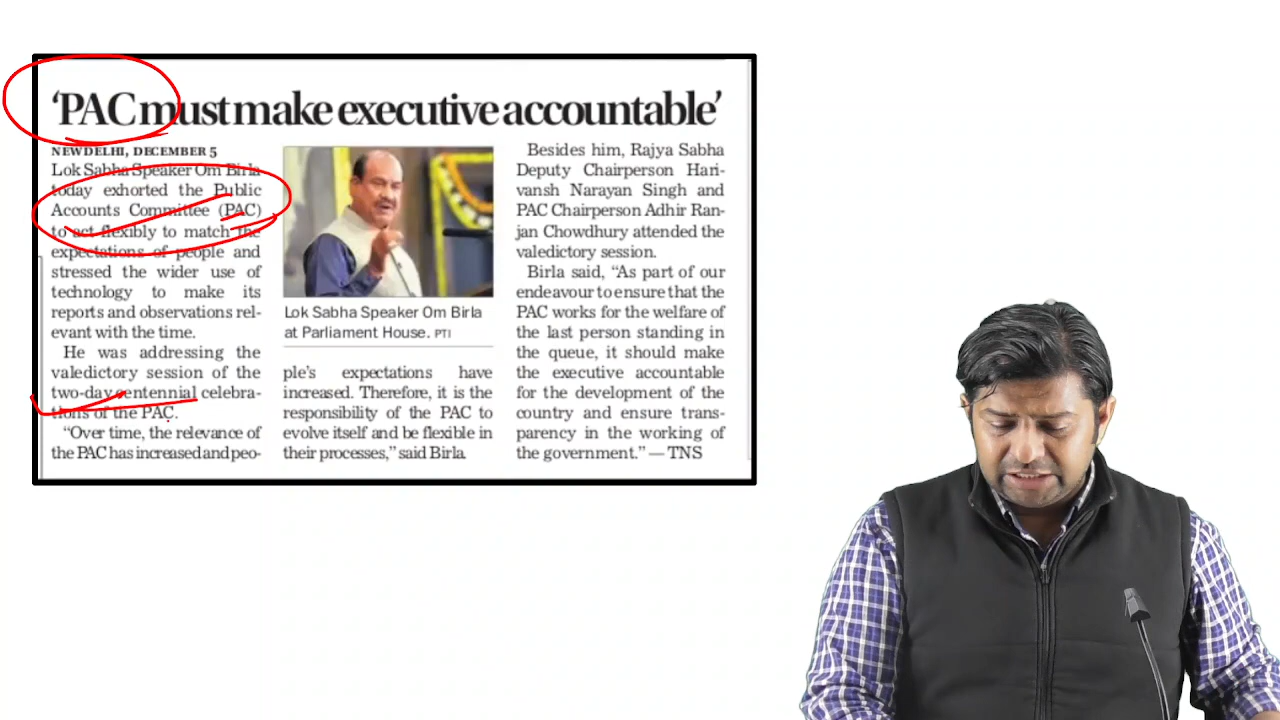 ‘PAC must make executive accountable’
NEW DELHI, DECEMBER 5
Lok Sabha Speaker Om Birla
today exhorted the Public
Accounts Committee (PAC)
to act flexibly to match the
expectations of people and
stressed the wider use of
technology to make its
reports and observations rel-
evant with the time.
He was addressing the
valedictory session of the
two-day centennial celebra-
tions of the PAC.
“Over time, the relevance of
the PAC has increased and peo-
Lok Sabha Speaker Om Birla
at Parliament House. PTI
ple’s expectations have
increased. Therefore, it is the
responsibility of the PAC to
evolve itself and be flexible in
their processes,” said Birla.
Besides him, Rajya Sabha
Deputy Chairperson Hari-
vansh Narayan Singh and
PAC Chairperson Adhir Ran-
jan Chowdhury attended the
valedictory session.
Birla said, “As part of our
endeavour to ensure that the
PAC works for the welfare of
the last person standing in
the queue, it should make
the executive accountable
for the development of the
country and ensure trans-
parency in the working of
the government.” — TNS